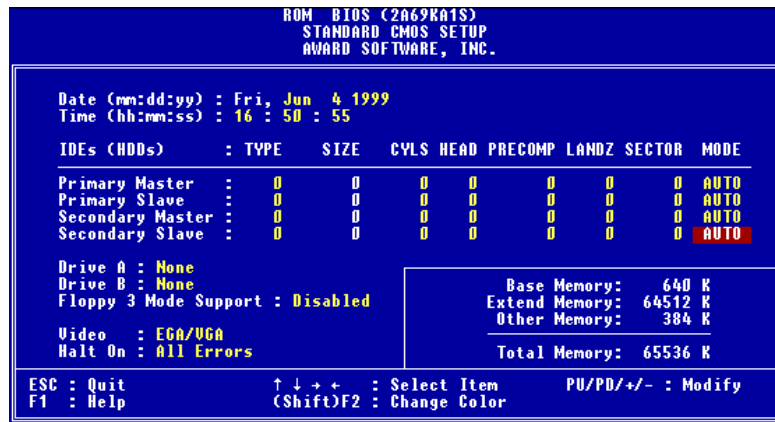 ROM BIOS (2A69KA1S)
STANDARD CMOS SETUP
AWARD SOFTWARE, INC.
Date (mm:dd:yy) : Fri, Jun 4 1999
Time (hh:mm:ss) : 16 : 50 : 55
IDEs (HDDs) : TYPE SIZE CYLS HEAD PRECOMP LANDZ SECTOR MODE
Primary Master : 0 0 0 0 0 0 0 AUTO
Primary Slave : 0 0 0 0 0 0 0 AUTO
Secondary Master : 0 0 0 0 0 0 0 AUTO
Secondary Slave : 0 0 0 0 0 0 0 AUTO
Drive A : None
Drive B : None
Floppy 3 Mode Support : Disabled
Video : EGA/VGA
Halt On : All Errors
Base Memory: 640 K
Extend Memory: 64512 K
Other Memory: 384 K
Total Memory: 65536 K
ESC : Quit ↑ ↓ → ← : Select Item PU/PD/+/- : Modify
F1 : Help (Shift)F2 : Change Color